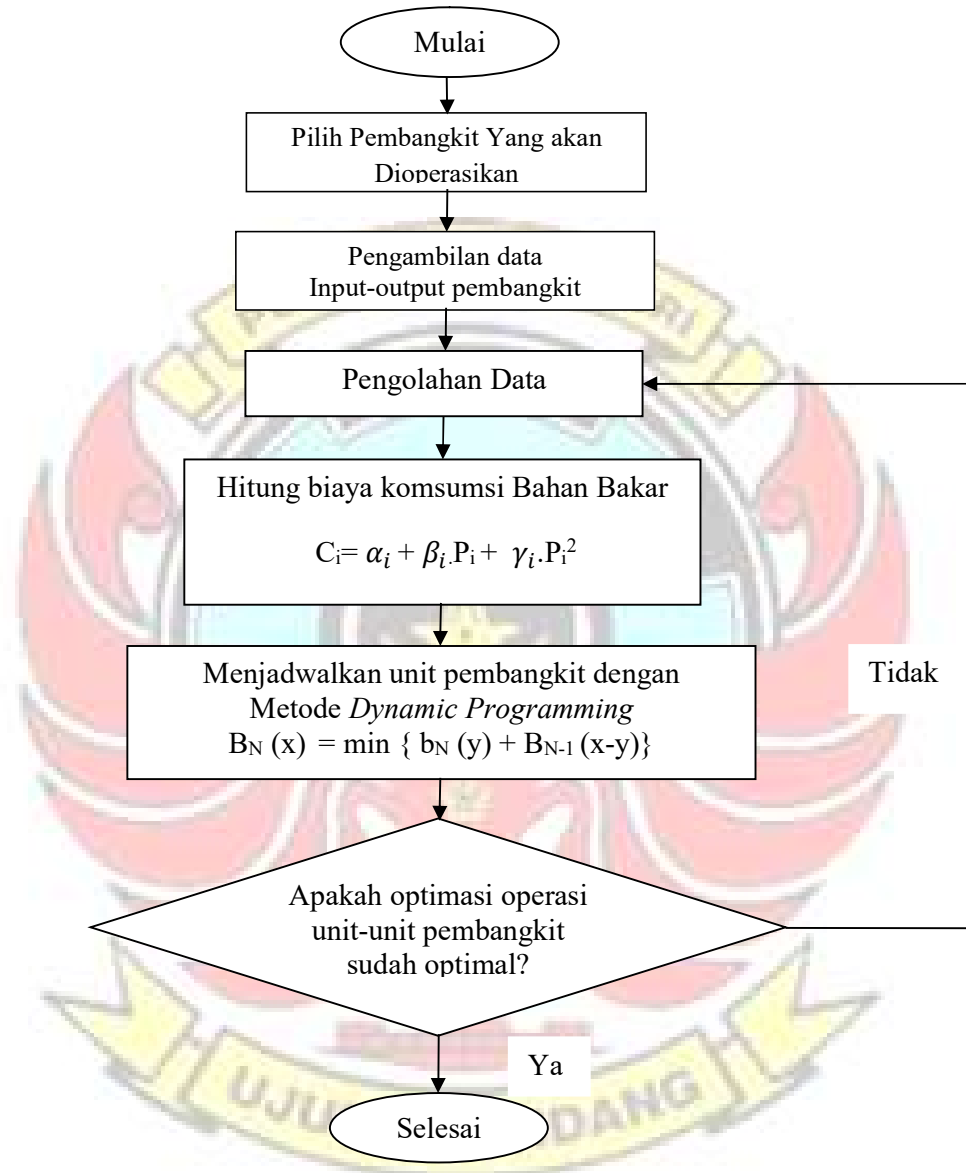 Mulai
Pilih Pembangkit Yang akan
Dioperasikan
Pengambilan data
Input-output pembangkit
Pengolahan Data
Hitung biaya komsumsi Bahan Bakar
Cᵢ= αᵢ + βᵢ.Pᵢ + γᵢ.Pᵢ²
Menjadwalkan unit pembangkit dengan
Metode Dynamic Programming
B_N (x) = min { b_N (y) + B_N-1 (x-y)}
Tidak
Apakah optimasi operasi
unit-unit pembangkit
sudah optimal?
Ya
Selesai